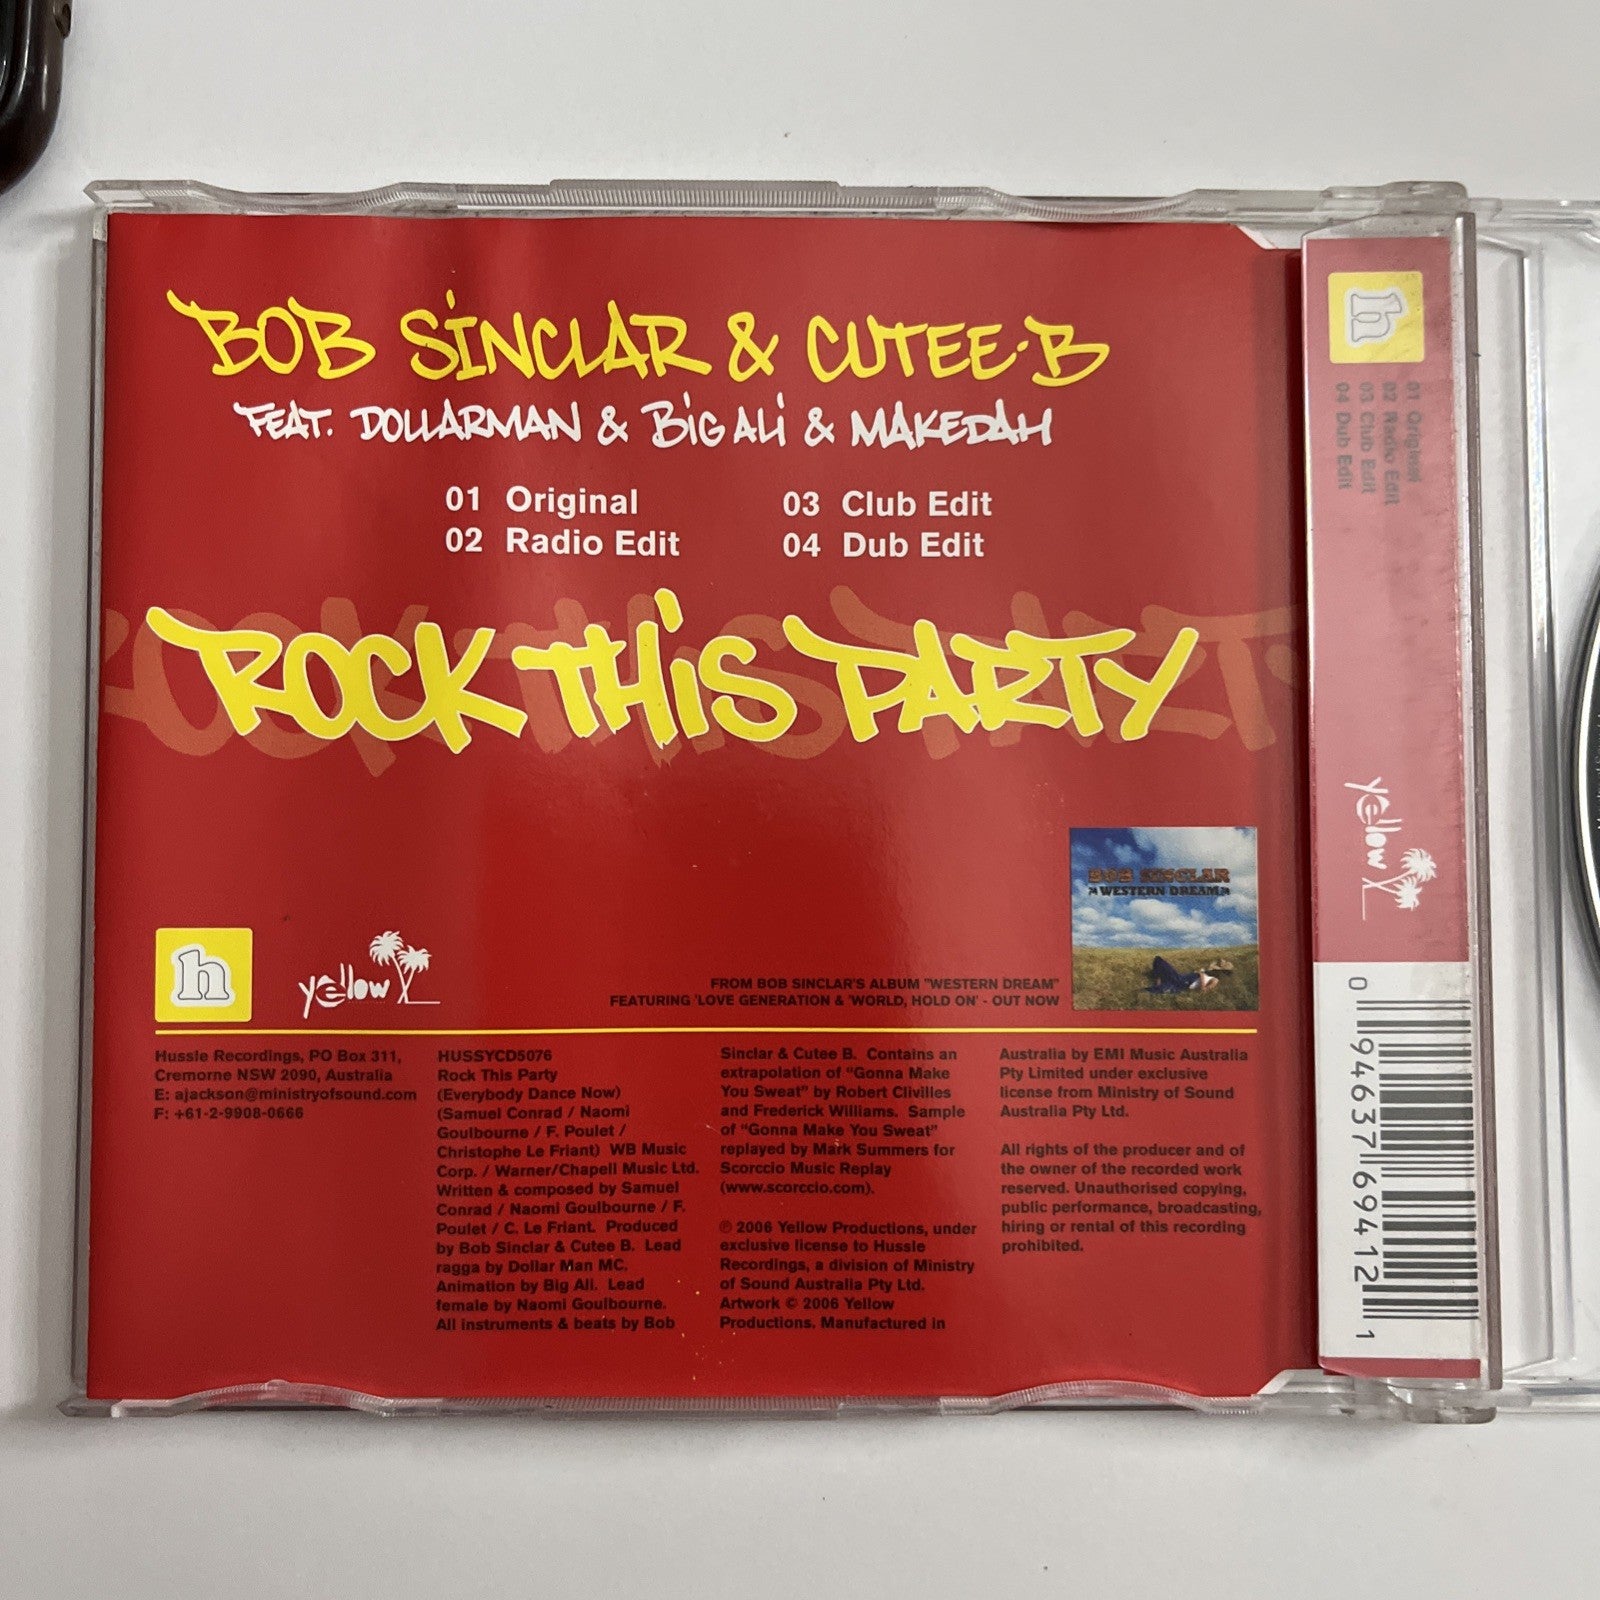 BOB SINCLAR & CUTEE·B
FEAT. DOLLARMAN & BIG ALI & MAKEDAH
01 Original
02 Radio Edit
03 Club Edit
04 Dub Edit
ROCK THIS PARTY
BOB SINCLAR
WESTERN DREAM
h
yellow
FROM BOB SINCLAR'S ALBUM "WESTERN DREAM"
FEATURING 'LOVE GENERATION & 'WORLD, HOLD ON' - OUT NOW
Hussle Recordings, PO Box 311,
Cremorne NSW 2090, Australia
E: ajackson@ministryofsound.com
F: +61-2-9908-0666
HUSSYCD5076
Rock This Party
(Everybody Dance Now)
(Samuel Conrad / Naomi
Goulbourne / F. Poulet /
Christophe Le Friant) WB Music
Corp. / Warner/Chapell Music Ltd.
Written & composed by Samuel
Conrad / Naomi Goulbourne / F.
Poulet / C. Le Friant. Produced
by Bob Sinclar & Cutee B. Lead
ragga by Dollar Man MC.
Animation by Big Ali. Lead
female by Naomi Goulbourne.
All Instruments & beats by Bob
Sinclar & Cutee B. Contains an
extrapolation of "Gonna Make
You Sweat" by Robert Clivilles
and Frederick Williams. Sample
of "Gonna Make You Sweat"
replayed by Mark Summers for
Scorccio Music Replay
(www.scorccio.com).
℗ 2006 Yellow Productions, under
exclusive license to Hussle
Recordings, a division of Ministry
of Sound Australia Pty Ltd.
Artwork © 2006 Yellow
Productions. Manufactured in
Australia by EMI Music Australia
Pty Limited under exclusive
license from Ministry of Sound
Australia Pty Ltd.
All rights of the producer and of
the owner of the recorded work
reserved. Unauthorised copying,
public performance, broadcasting,
hiring or rental of this recording
prohibited.
h
01 Original
02 Radio Edit
03 Club Edit
04 Dub Edit
yellow
0 94637 69412 1